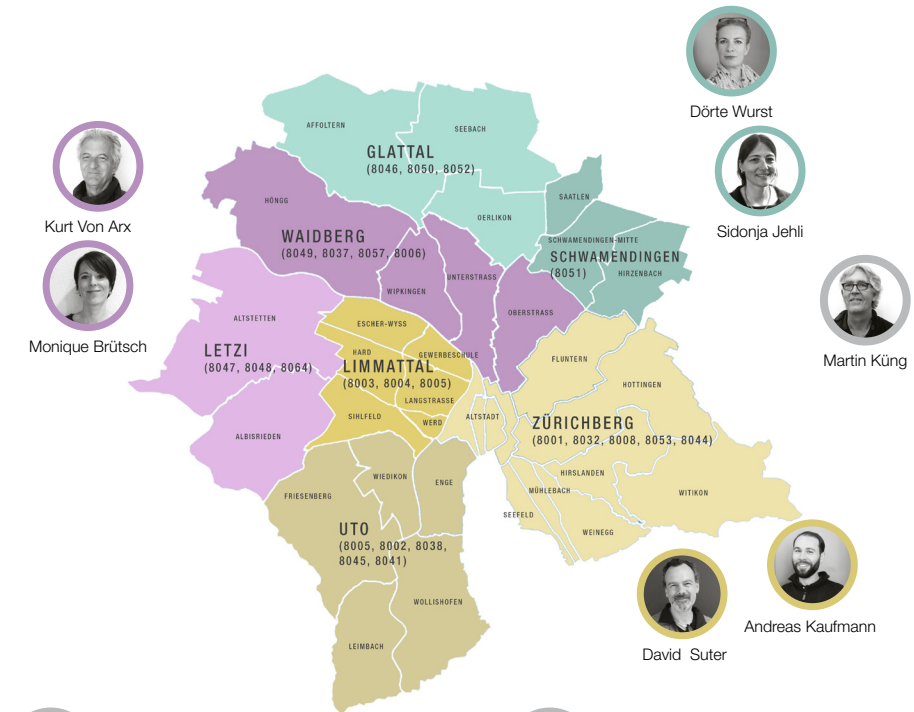 Dörte Wurst
AFFOLTERN
SEEBACH
GLATTAL
(8046, 8050, 8052)
Kurt Von Arx
HÖNGG
OERLIKON
SAATLEN
Sidonja Jehli
WAIDBERG
(8049, 8037, 8057, 8006)
SCHWAMENDINGEN-MITTE
SCHWAMENDINGEN
(8051)
HIRZENBACH
UNTERSTRASS
WIPKINGEN
OBERSTRASS
Monique Brütsch
ALTSTETTEN
LETZI
(8047, 8048, 8064)
ESCHER-WYSS
HARD
GEWERBESCHULE
LIMMATTAL
(8003, 8004, 8005)
LANGSTRASSE
SIHLFELD
WERD
ALTSTADT
FLUNTERN
HOTTINGEN
Martin Küng
ZÜRICHBERG
(8001, 8032, 8008, 8053, 8044)
ALBISRIEDEN
HIRSLANDEN
MÜHLEBACH
WITIKON
SEEFELD
WEINEGG
FRIESENBERG
WIEDIKON
ENGE
UTO
(8005, 8002, 8038,
8045, 8041)
WOLLISHOFEN
LEIMBACH
Andreas Kaufmann
David Suter